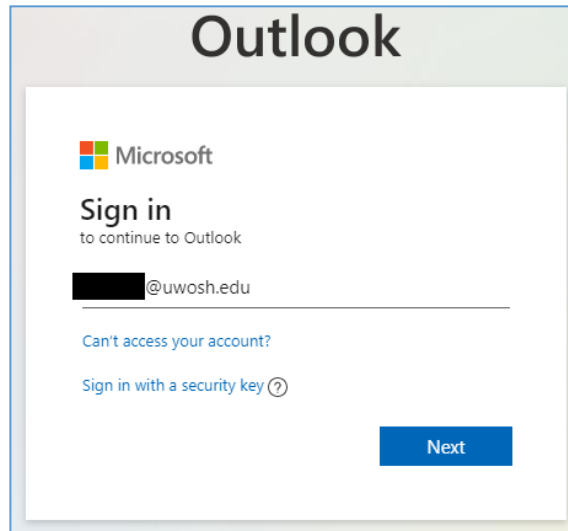 Outlook
Microsoft
Sign in
to continue to Outlook
@uwosh.edu
Can't access your account?
Sign in with a security key
Next